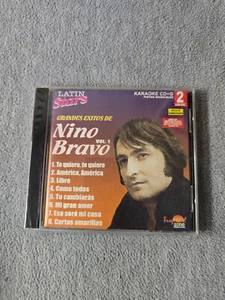 LATIN
Stars
KARAOKE CD+G
2
GRANDES EXITOS DE
Nino
VOL. 1
Bravo
1. Te quiero, te quiero
2. América, América
3. Libre
4. Como todos
5. Tu cambiarás
6. Mi gran amor
7. Esa será mi casa
8. Cartas amarillas